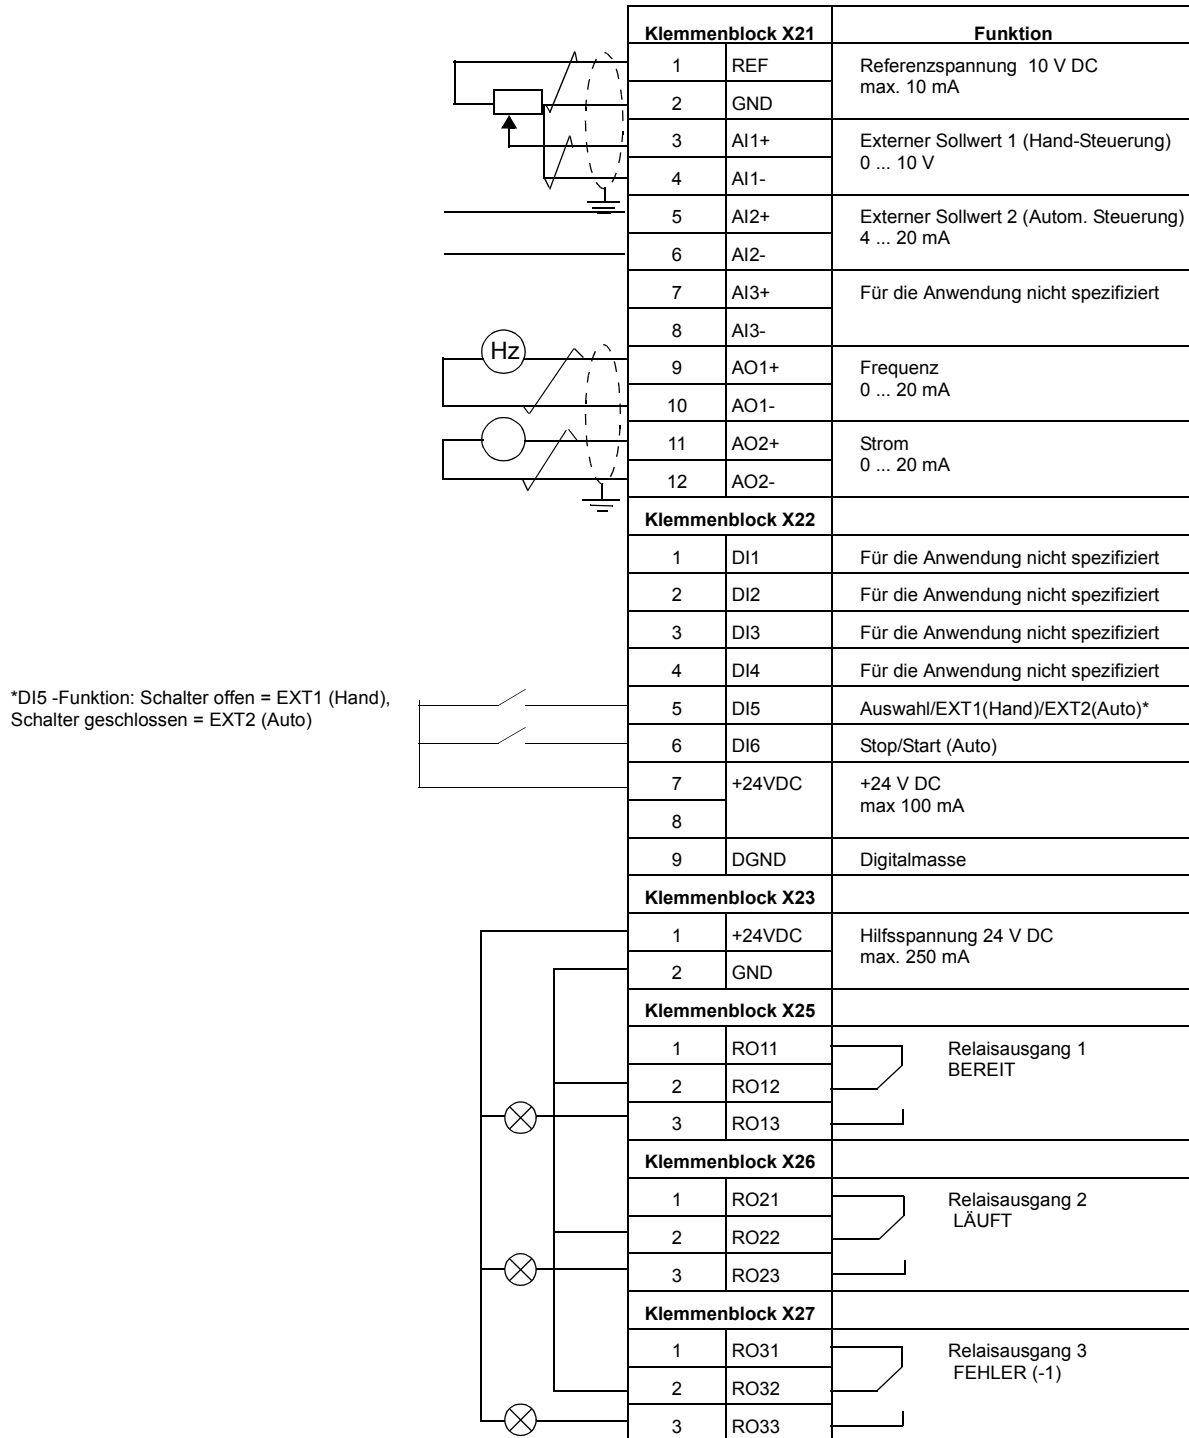 Klemmenblock X21 Funktion
1 REF Referenzspannung 10 V DC
max. 10 mA
2 GND
3 AI1+ Externer Sollwert 1 (Hand-Steuerung)
0 ... 10 V
4 AI1-
5 AI2+ Externer Sollwert 2 (Autom. Steuerung)
4 ... 20 mA
6 AI2-
7 AI3+ Für die Anwendung nicht spezifiziert
8 AI3-
Hz
9 AO1+ Frequenz
0 ... 20 mA
10 AO1-
11 AO2+ Strom
0 ... 20 mA
12 AO2-
Klemmenblock X22
1 DI1 Für die Anwendung nicht spezifiziert
2 DI2 Für die Anwendung nicht spezifiziert
3 DI3 Für die Anwendung nicht spezifiziert
4 DI4 Für die Anwendung nicht spezifiziert
*DI5 -Funktion: Schalter offen = EXT1 (Hand),
Schalter geschlossen = EXT2 (Auto)
5 DI5 Auswahl/EXT1(Hand)/EXT2(Auto)*
6 DI6 Stop/Start (Auto)
7 +24VDC +24 V DC
max 100 mA
8
9 DGND Digitalmasse
Klemmenblock X23
1 +24VDC Hilfsspannung 24 V DC
max. 250 mA
2 GND
Klemmenblock X25
1 RO11 Relaisausgang 1
BEREIT
2 RO12
3 RO13
Klemmenblock X26
1 RO21 Relaisausgang 2
LÄUFT
2 RO22
3 RO23
Klemmenblock X27
1 RO31 Relaisausgang 3
FEHLER (-1)
2 RO32
3 RO33